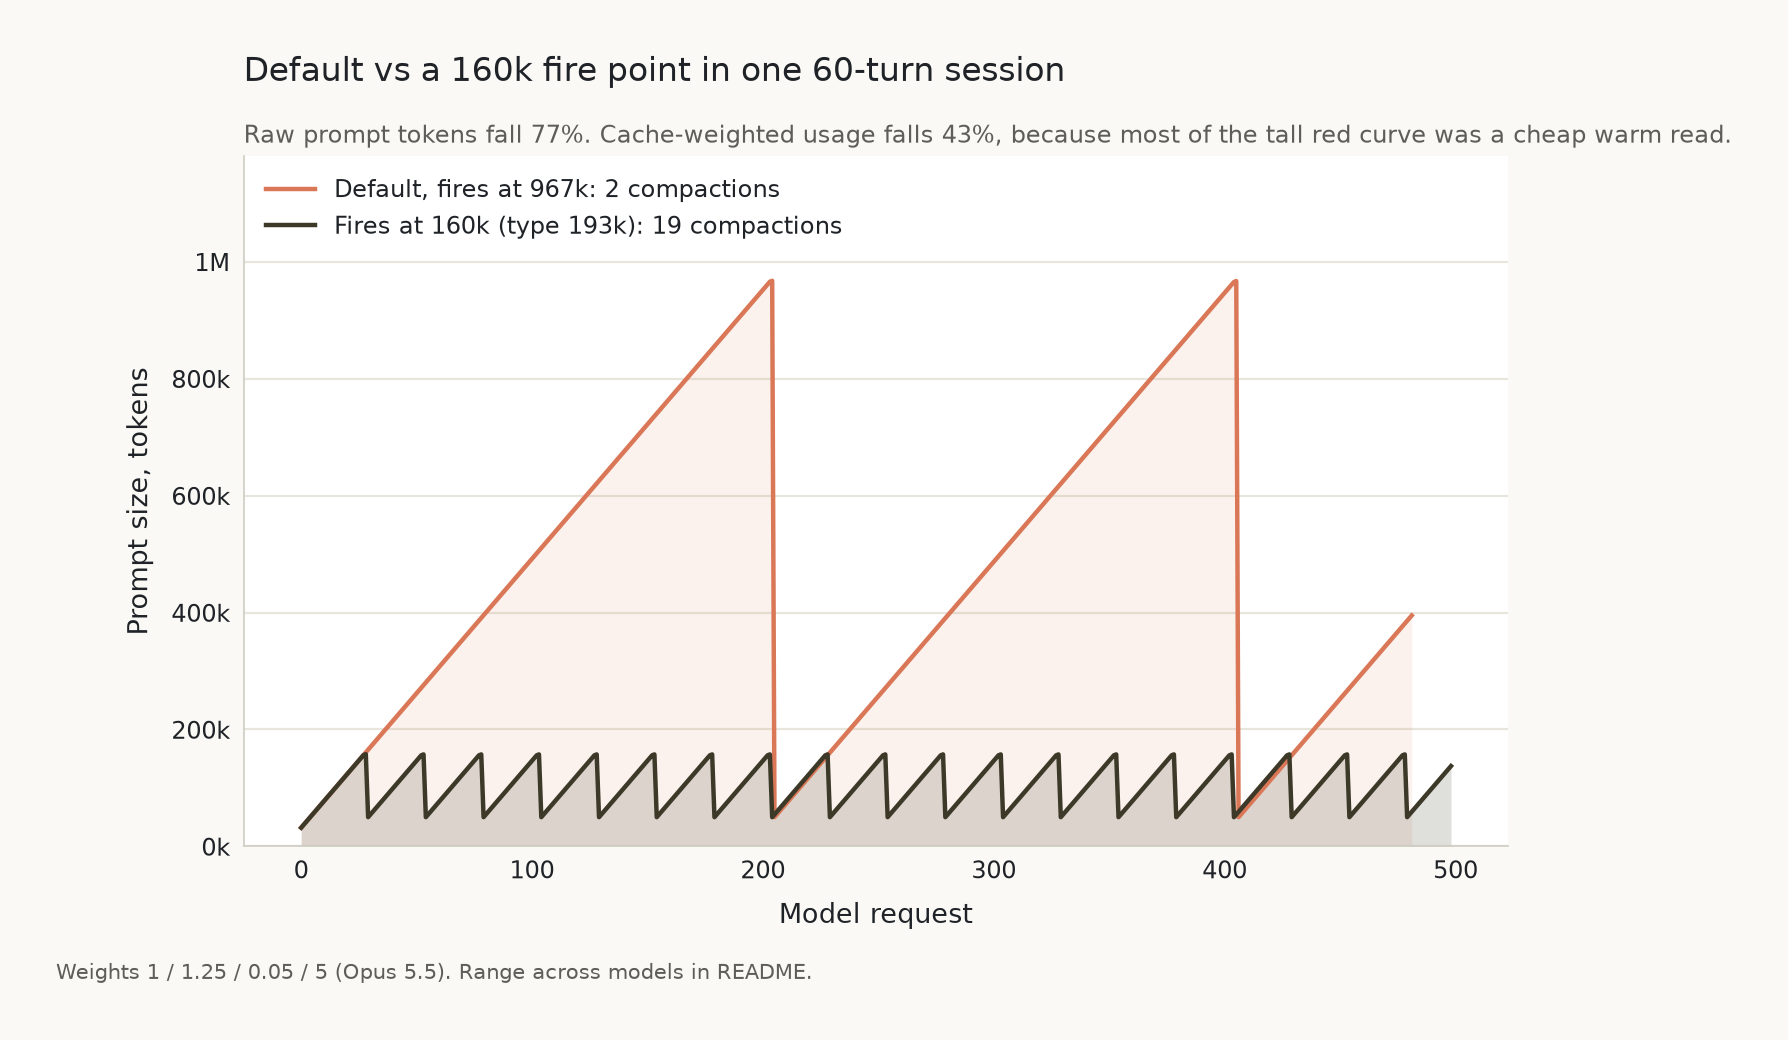 Default vs a 160k fire point in one 60-turn session
Raw prompt tokens fall 77%. Cache-weighted usage falls 43%, because most of the tall red curve was a cheap warm read.
Default, fires at 967k: 2 compactions
Fires at 160k (type 193k): 19 compactions
1M
800k
600k
400k
200k
0k
Prompt size, tokens
0 100 200 300 400 500
Model request
Weights 1 / 1.25 / 0.05 / 5 (Opus 5.5). Range across models in README.